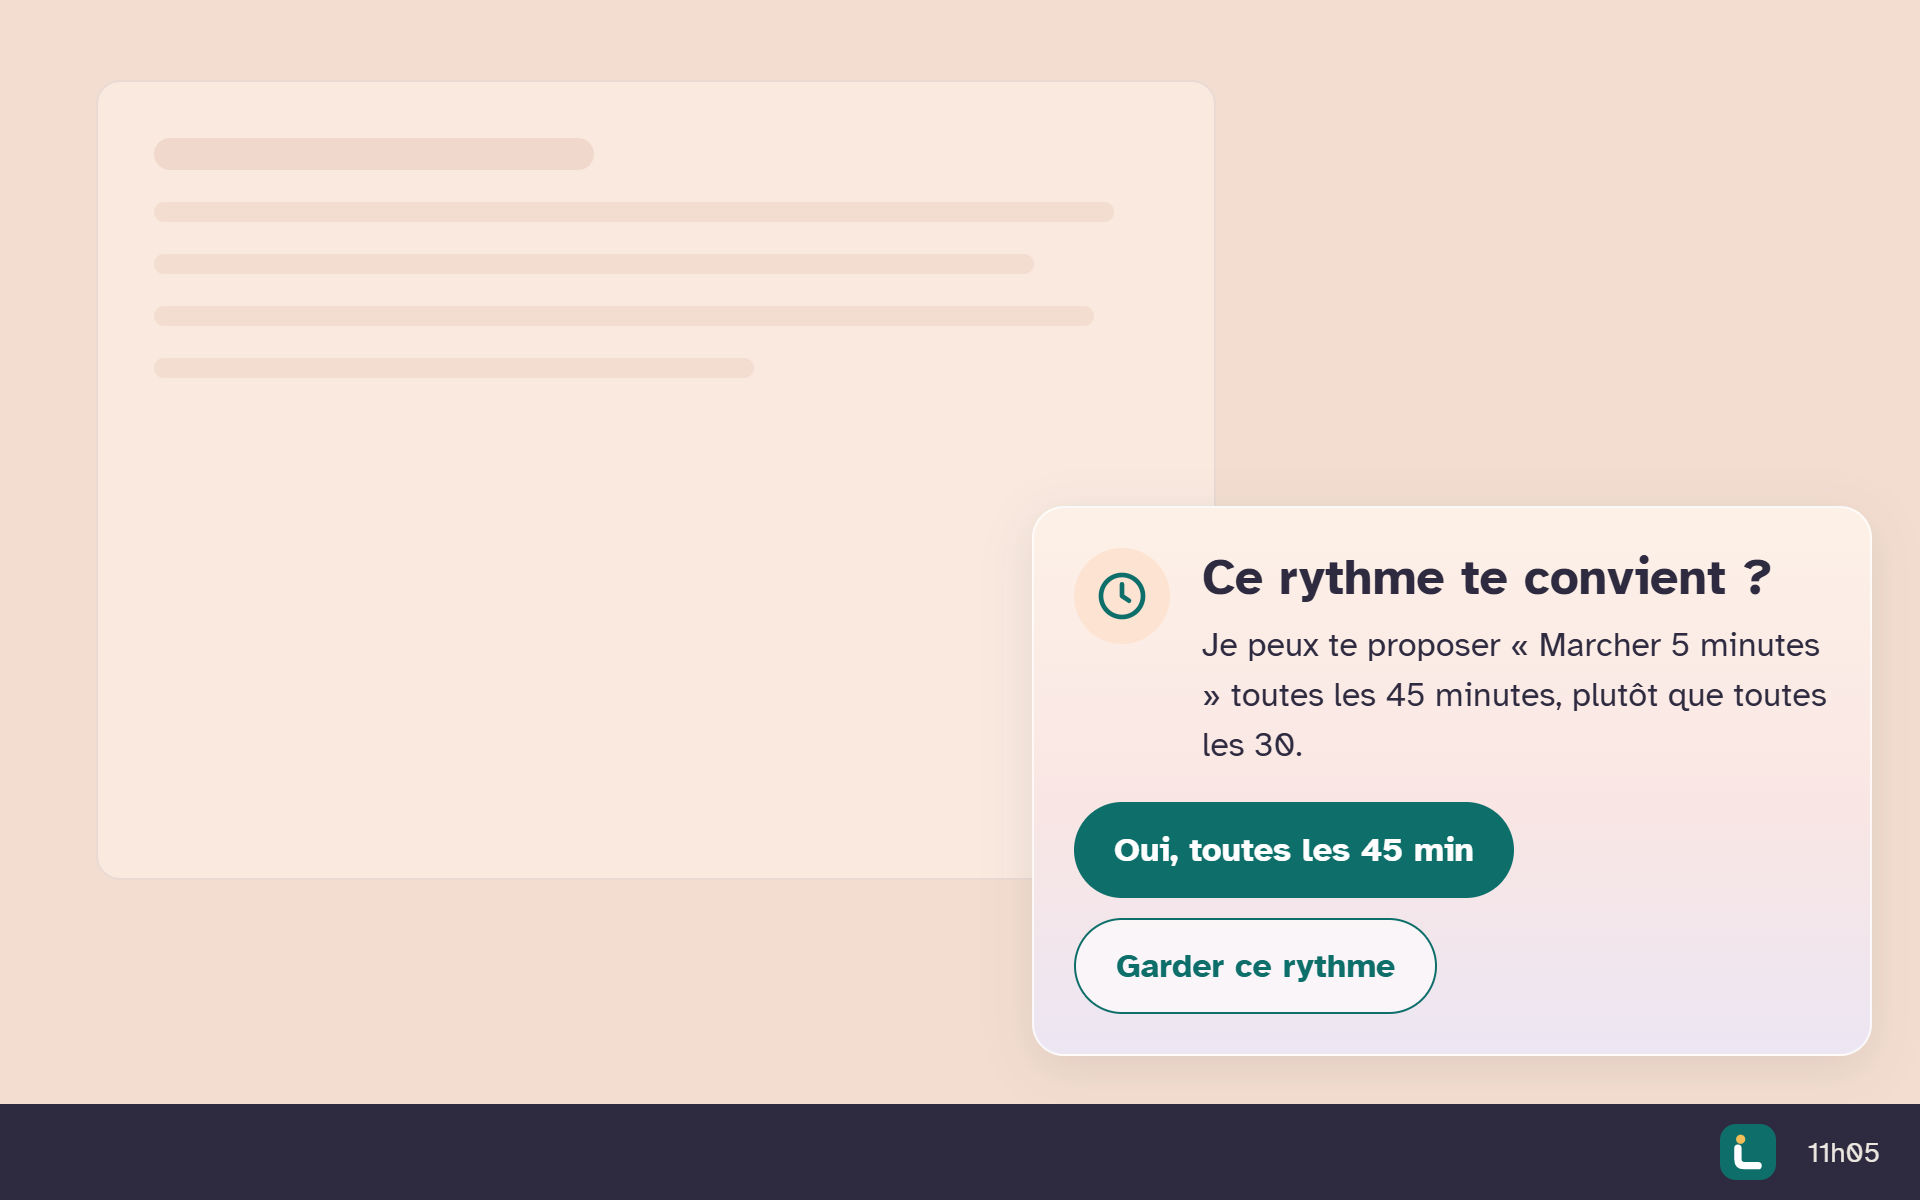 Ce rythme te convient ?
Je peux te proposer « Marcher 5 minutes
» toutes les 45 minutes, plutôt que toutes
les 30.
Oui, toutes les 45 min
Garder ce rythme
11h05